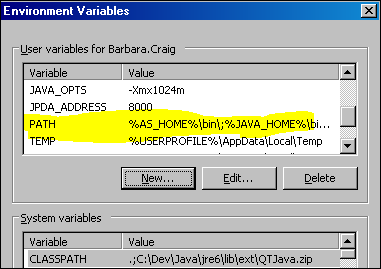 Environment Variables
User variables for Barbara.Craig
Variable Value
JAVA_OPTS -Xmx1024m
JPDA_ADDRESS 8000
PATH %AS_HOME%\bin\;%JAVA_HOME%\bi...
TEMP %USERPROFILE%\AppData\Local\Temp
New... Edit... Delete
System variables
Variable Value
CLASSPATH .;C:\Dev\Java\jre6\lib\ext\QTJava.zip